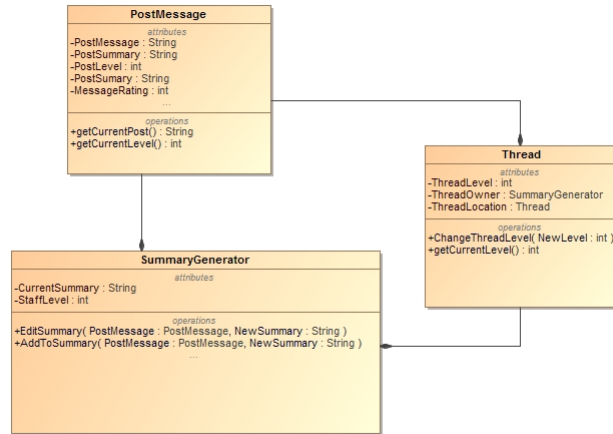 PostMessage
attributes
-PostMessage : String
-PostSummary : String
-PostLevel : int
-PostSumary : String
-MessageRating : int
...
operations
+getCurrentPost() : String
+getCurrentLevel() : int
Thread
attributes
-ThreadLevel : int
-ThreadOwner : SummaryGenerator
-ThreadLocation : Thread
operations
+ChangeThreadLevel( NewLevel : int )
+getCurrentLevel() : int
SummaryGenerator
attributes
-CurrentSummary : String
-StaffLevel : int
operations
+EditSummary( PostMessage : PostMessage, NewSummary : String )
+AddToSummary( PostMessage : PostMessage, NewSummary : String )
...